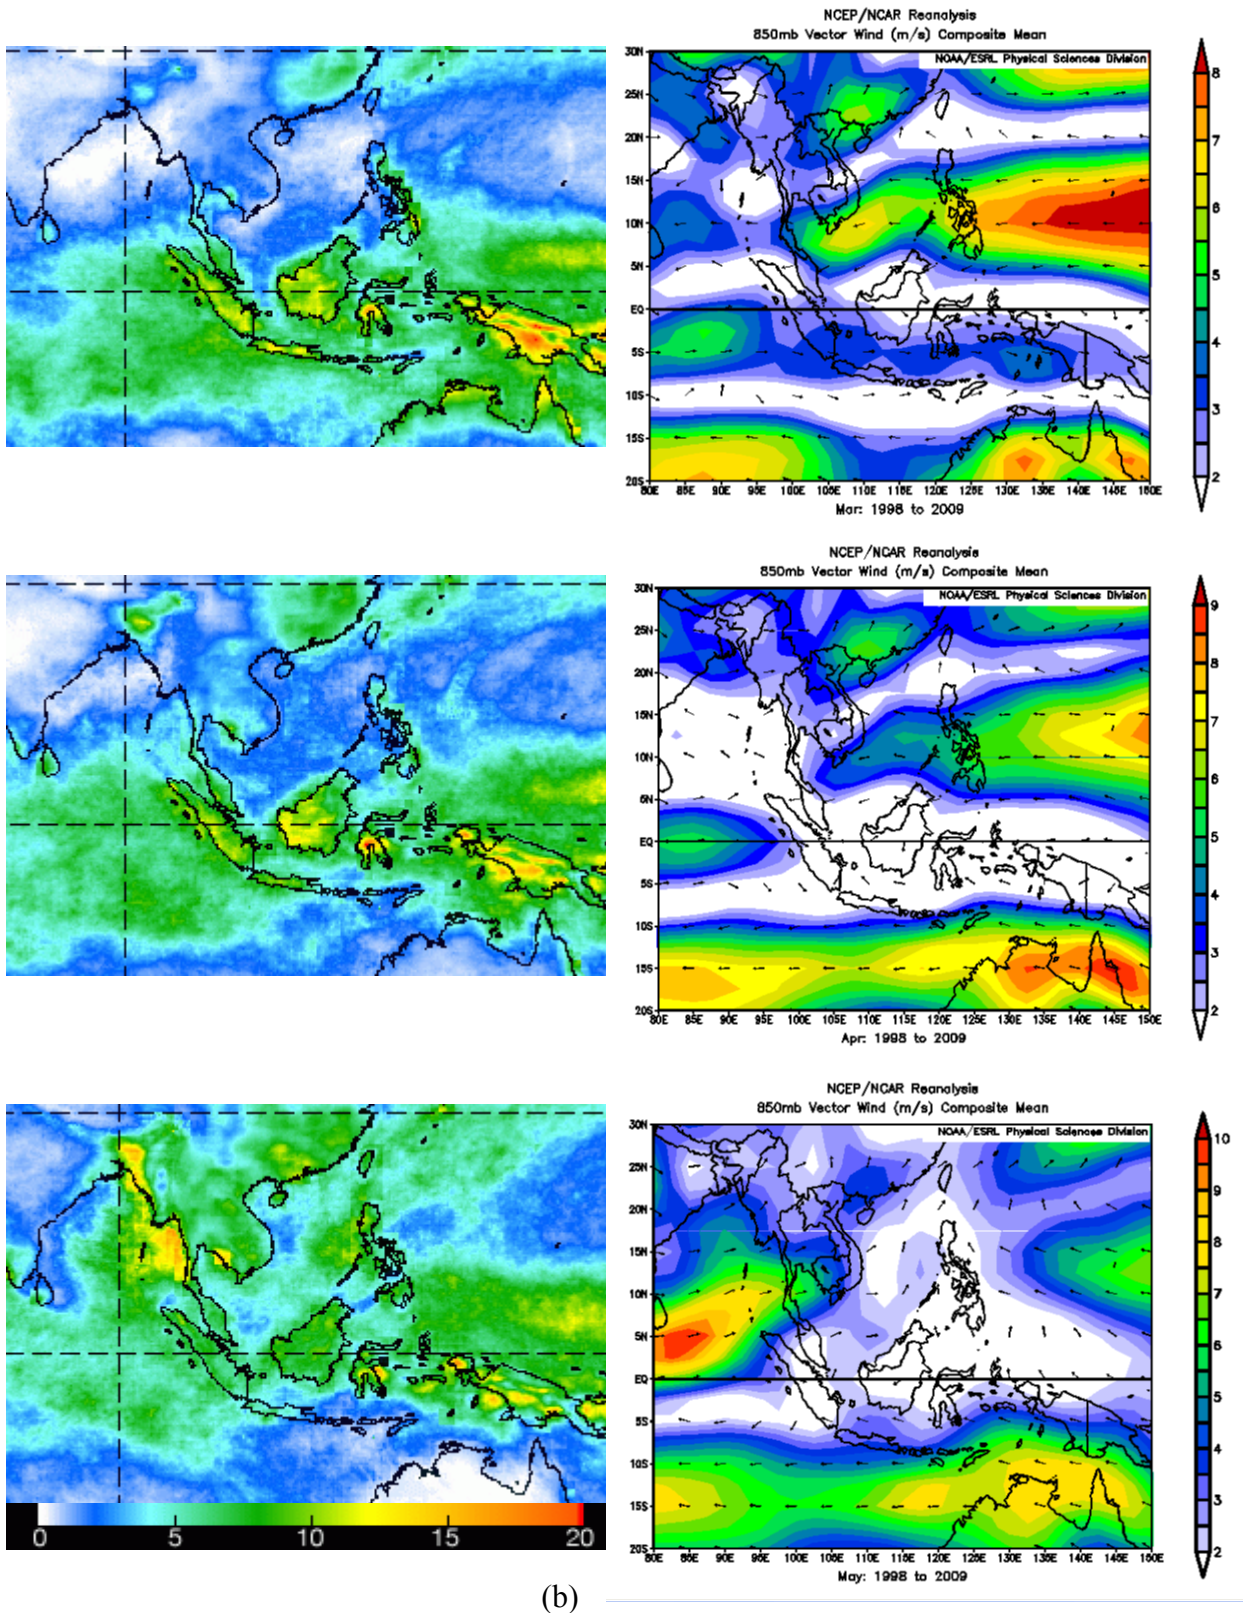 NCEP/NCAR Reanalysis
850mb Vector Wind (m/s) Composite Mean
NOAA/ESRL Physical Sciences Division
30N
25N
20N
15N
10N
5N
EQ
5S
10S
15S
20S
80E 85E 90E 95E 100E 105E 110E 115E 120E 125E 130E 135E 140E 145E 150E
8
7
6
5
4
3
2
Mar: 1998 to 2009
NCEP/NCAR Reanalysis
850mb Vector Wind (m/s) Composite Mean
NOAA/ESRL Physical Sciences Division
30N
25N
20N
15N
10N
5N
EQ
5S
10S
15S
20S
80E 85E 90E 95E 100E 105E 110E 115E 120E 125E 130E 135E 140E 145E 150E
9
8
7
6
5
4
3
2
Apr: 1998 to 2009
NCEP/NCAR Reanalysis
850mb Vector Wind (m/s) Composite Mean
NOAA/ESRL Physical Sciences Division
30N
25N
20N
15N
10N
5N
EQ
5S
10S
15S
20S
80E 85E 90E 95E 100E 105E 110E 115E 120E 125E 130E 135E 140E 145E 150E
10
9
8
7
6
5
4
3
2
May: 1998 to 2009
0 5 10 15 20
(b)